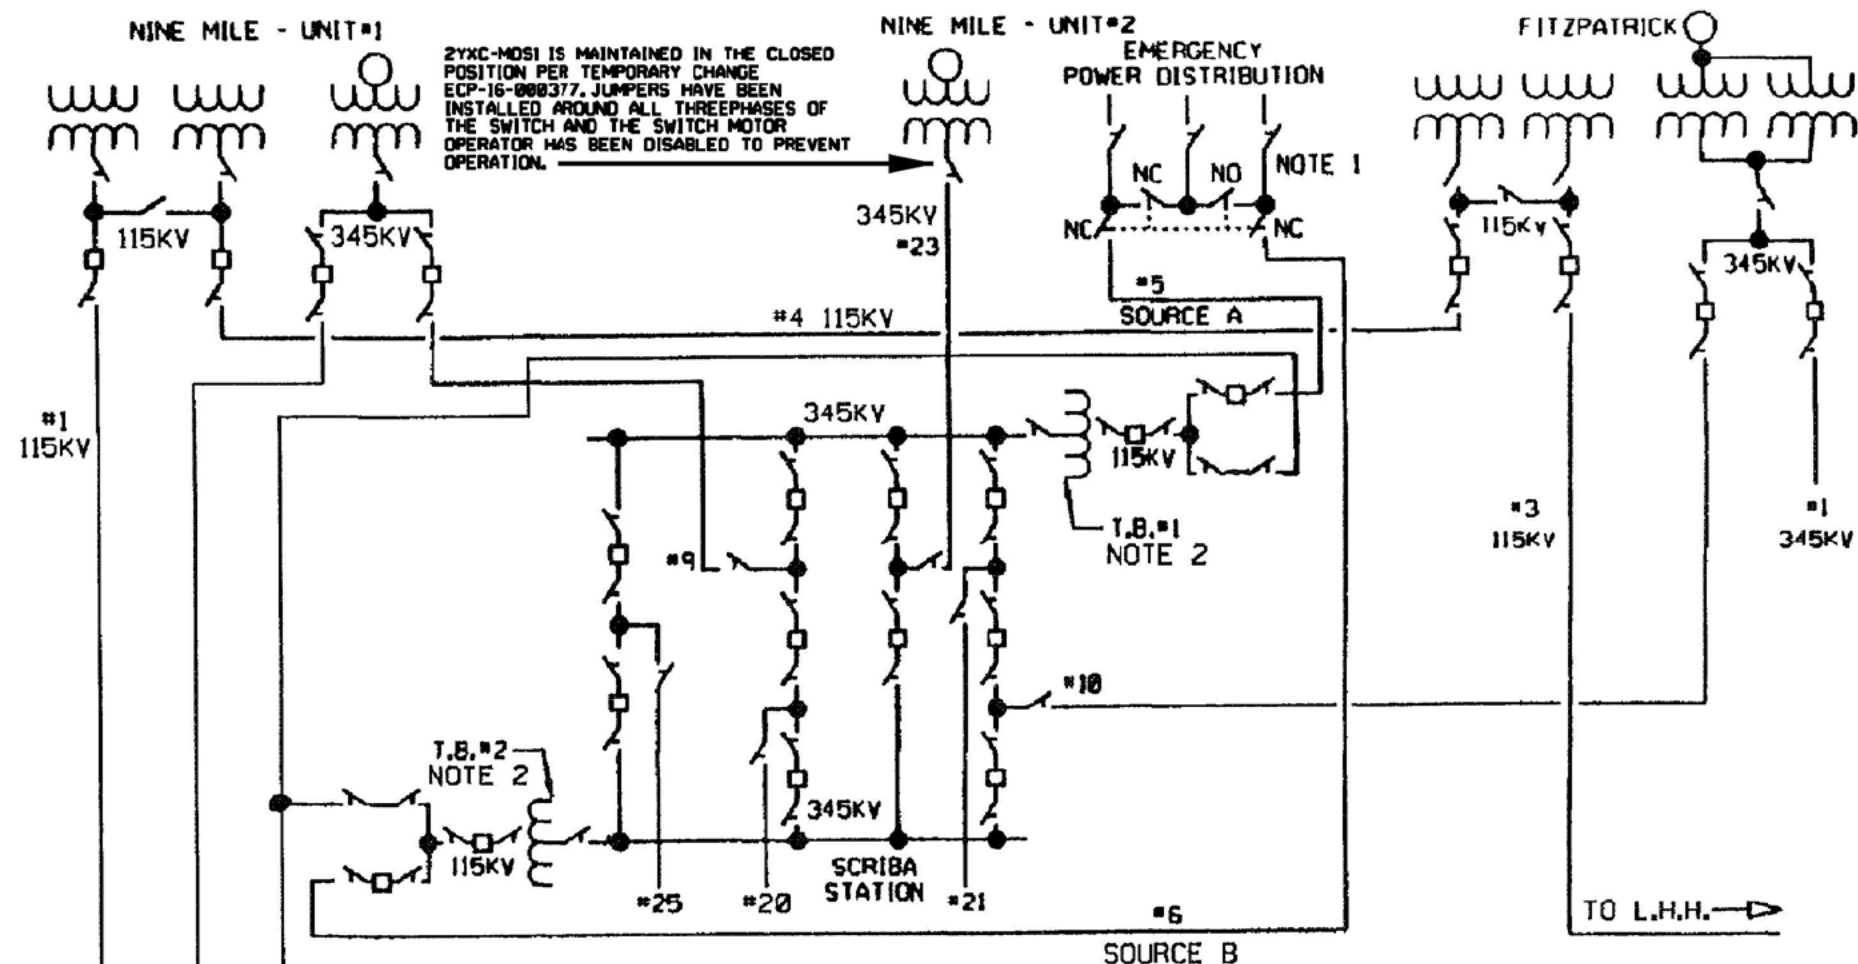 NINE MILE - UNIT#1
NINE MILE - UNIT#2
FITZPATRICK
2YXC-MDS1 IS MAINTAINED IN THE CLOSED
POSITION PER TEMPORARY CHANGE
ECP-16-000377. JUMPERS HAVE BEEN
INSTALLED AROUND ALL THREEPHASES OF
THE SWITCH AND THE SWITCH MOTOR
OPERATOR HAS BEEN DISABLED TO PREVENT
OPERATION.
EMERGENCY
POWER DISTRIBUTION
NC
NO
NOTE 1
NC
NC
115KV
345KV
345KV
#23
115KV
345KV
#5
SOURCE A
#4 115KV
#1
115KV
345KV
115KV
T.B.#1
NOTE 2
#3
115KV
#1
345KV
#9
#10
T.B.#2
NOTE 2
345KV
115KV
SCRIBA
STATION
#25
#20
#21
#6
SOURCE B
TO L.H.H.